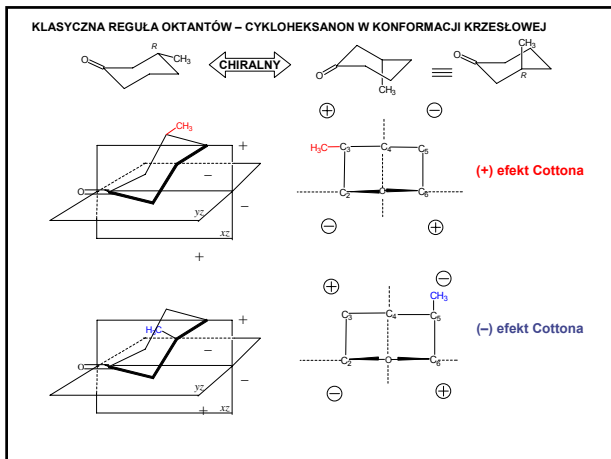 KLASYCZNA REGUŁA OKTANTÓW – CYKLOHEKSANON W KONFORMACJI KRZESŁOWEJ
R
CH3
O
CHIRALNY
O
CH3
CH3
O
R
CH3
O
+
–
–
yz
xz
+
+
–
H3C
C3
C4
C5
C2
O
C6
–
+
(+) efekt Cottona
H3C
O
+
–
–
yz
+
xz
+
–
CH3
C3
C4
C5
C2
O
C6
–
+
(–) efekt Cottona